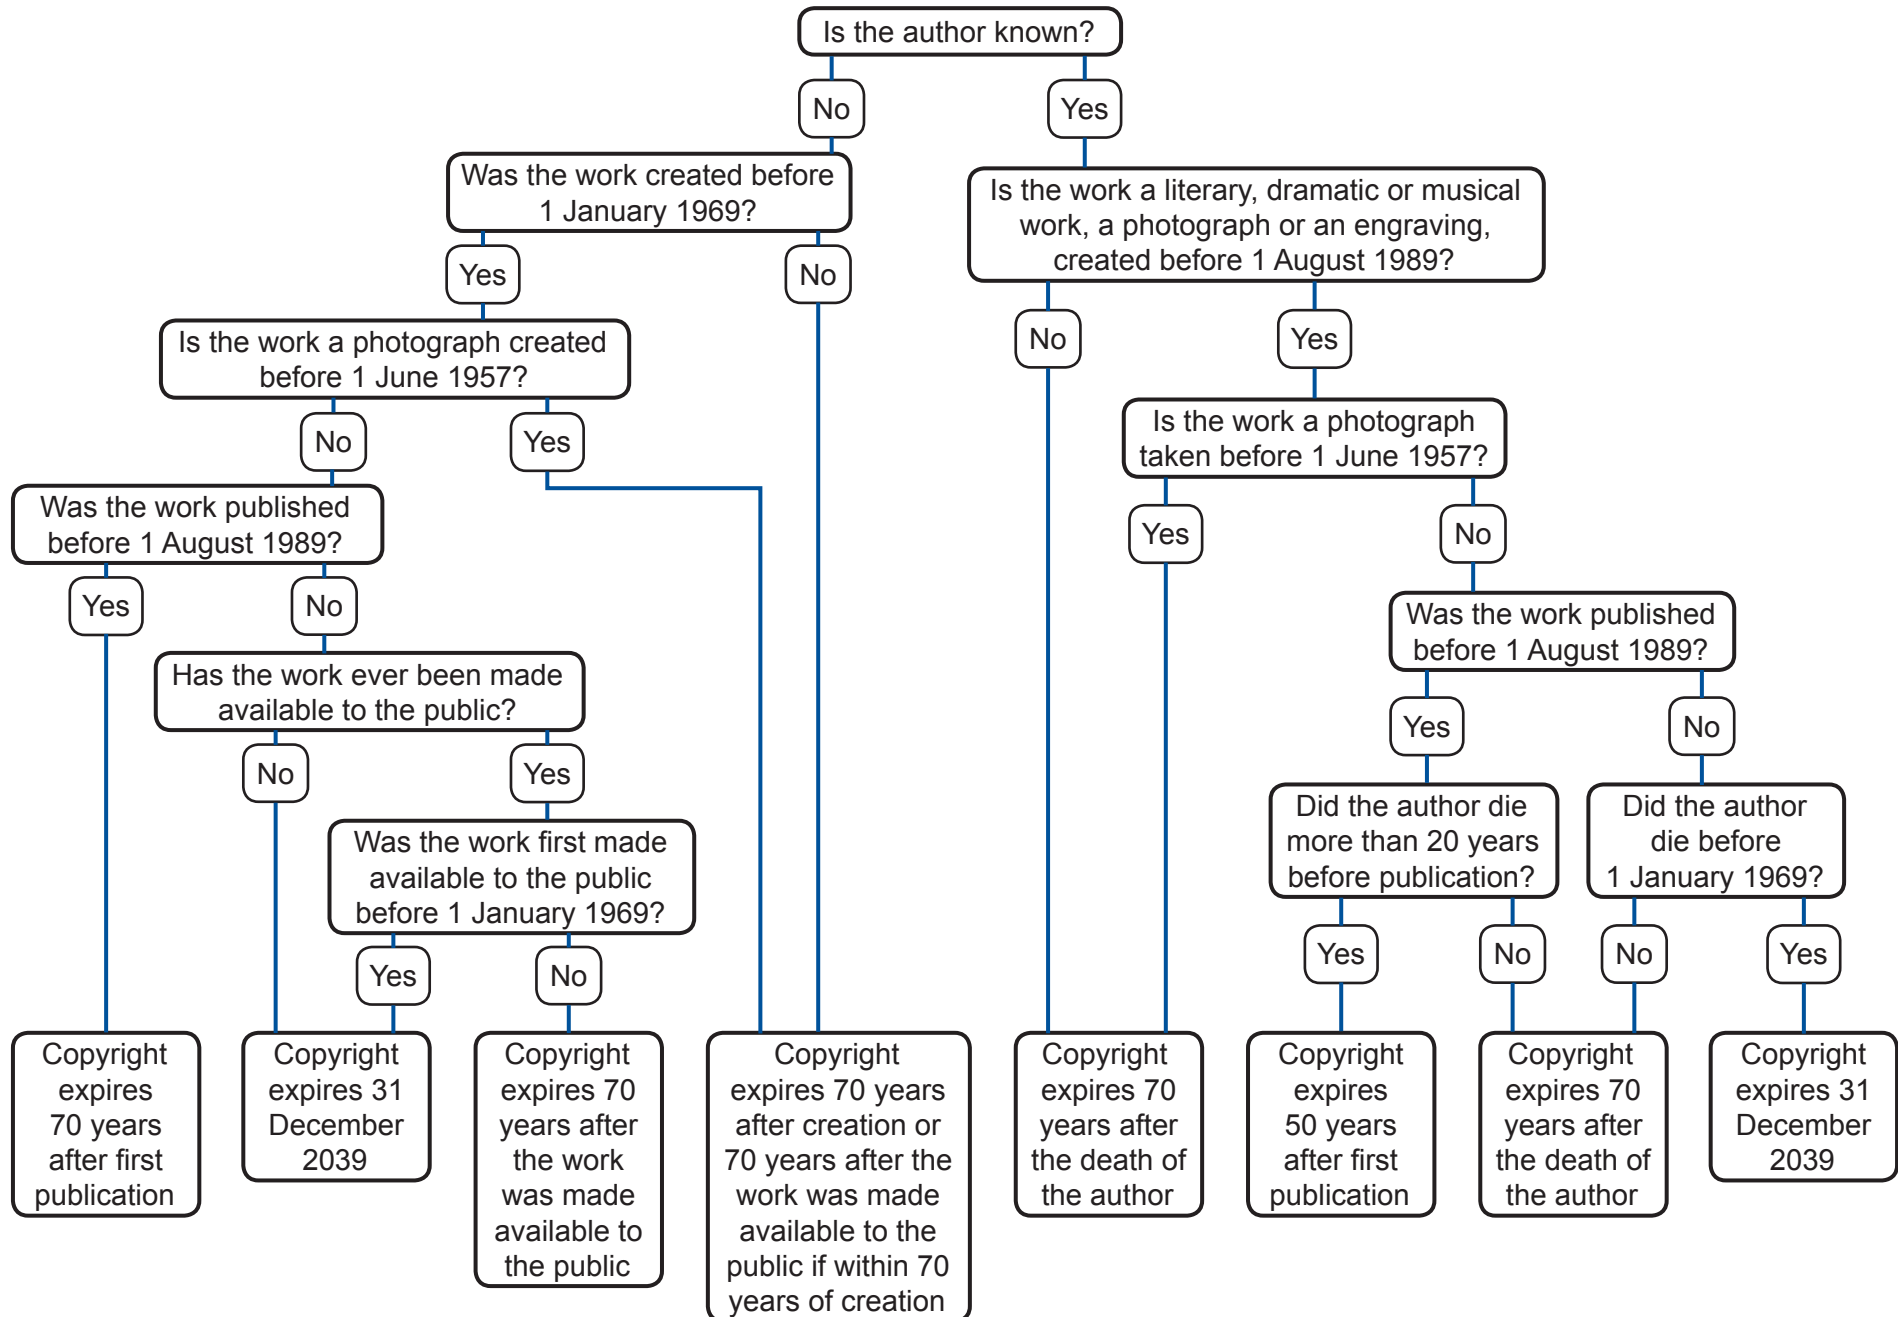 Is the author known?
No
Yes
Was the work created before
1 January 1969?
Is the work a literary, dramatic or musical
work, a photograph or an engraving,
created before 1 August 1989?
Yes
No
No
Yes
Is the work a photograph created
before 1 June 1957?
Is the work a photograph
taken before 1 June 1957?
No
Yes
Yes
No
Was the work published
before 1 August 1989?
Yes
No
Was the work published
before 1 August 1989?
Has the work ever been made
available to the public?
Yes
No
No
Yes
Did the author die
more than 20 years
before publication?
Did the author
die before
1 January 1969?
Was the work first made
available to the public
before 1 January 1969?
Yes
No
No
Yes
Yes
No
Copyright
expires
70 years
after first
publication
Copyright
expires 31
December
2039
Copyright
expires 70
years after
the work
was made
available to
the public
Copyright
expires 70 years
after creation or
70 years after the
work was made
available to the
public if within 70
years of creation
Copyright
expires 70
years after
the death of
the author
Copyright
expires
50 years
after first
publication
Copyright
expires 70
years after
the death of
the author
Copyright
expires 31
December
2039